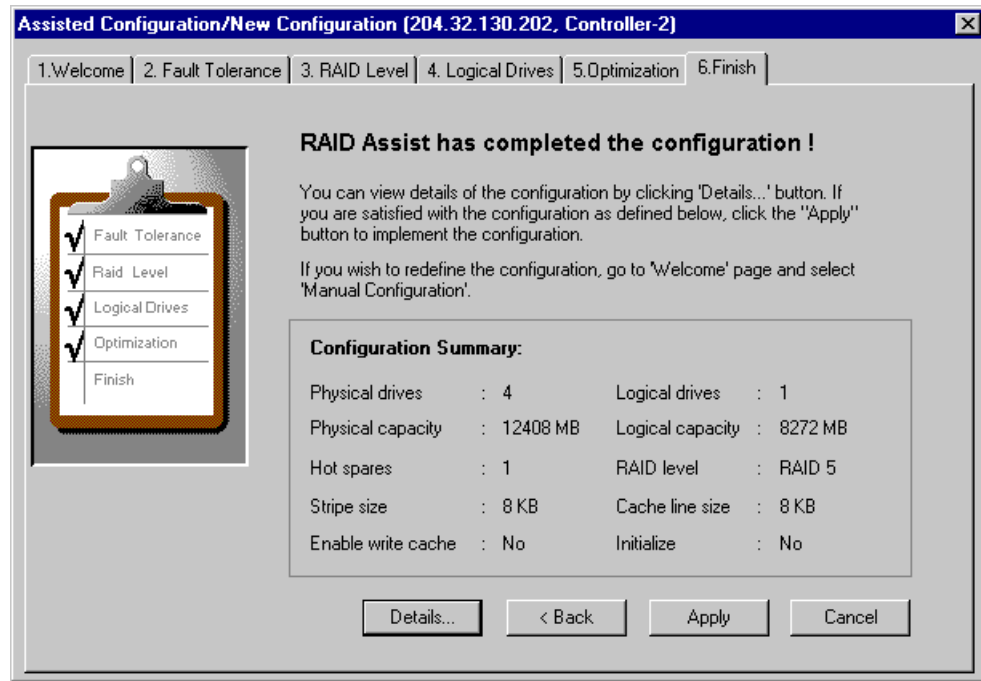 Assisted Configuration/New Configuration (204.32.130.202, Controller-2)
1.Welcome 2. Fault Tolerance 3. RAID Level 4. Logical Drives 5.Optimization 6.Finish
Fault Tolerance
Raid Level
Logical Drives
Optimization
Finish
RAID Assist has completed the configuration !
You can view details of the configuration by clicking 'Details...' button. If
you are satisfied with the configuration as defined below, click the "Apply"
button to implement the configuration.
If you wish to redefine the configuration, go to 'Welcome' page and select
'Manual Configuration'.
Configuration Summary:
Physical drives : 4 Logical drives : 1
Physical capacity : 12408 MB Logical capacity : 8272 MB
Hot spares : 1 RAID level : RAID 5
Stripe size : 8 KB Cache line size : 8 KB
Enable write cache : No Initialize : No
Details... < Back Apply Cancel